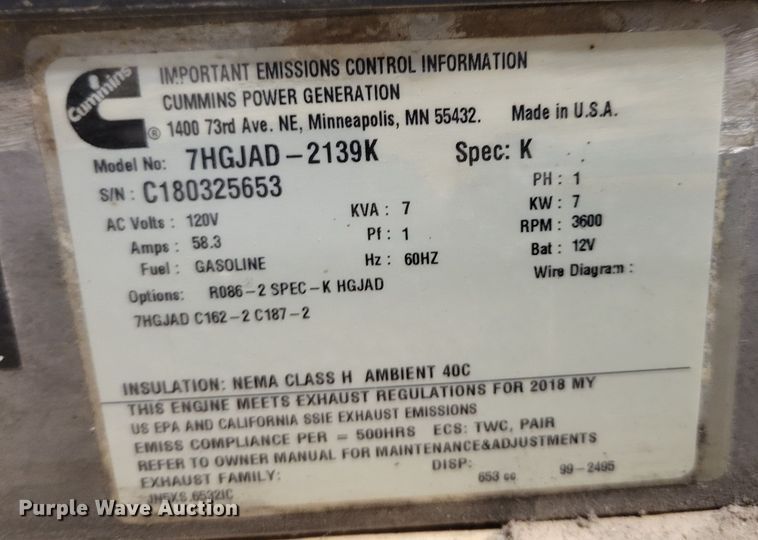 Cummins
IMPORTANT EMISSIONS CONTROL INFORMATION
CUMMINS POWER GENERATION
® 1400 73rd Ave. NE, Minneapolis, MN 55432. Made in U.S.A.
Model No: 7HGJAD-2139K Spec: K
S/N: C180325653 PH: 1
AC Volts: 120V KVA: 7 KW: 7
Amps: 58.3 Pf: 1 RPM: 3600
Fuel: GASOLINE Hz: 60HZ Bat: 12V
Wire Diagram:
Options: R086-2 SPEC-K HGJAD
7HGJAD C162-2 C187-2
INSULATION: NEMA CLASS H AMBIENT 40C
THIS ENGINE MEETS EXHAUST REGULATIONS FOR 2018 MY
US EPA AND CALIFORNIA SSIE EXHAUST EMISSIONS
EMISS COMPLIANCE PER = 500HRS ECS: TWC, PAIR
REFER TO OWNER MANUAL FOR MAINTENANCE&ADJUSTMENTS
EXHAUST FAMILY: DISP: 653 cc 99-2495
Purple Wave Auction